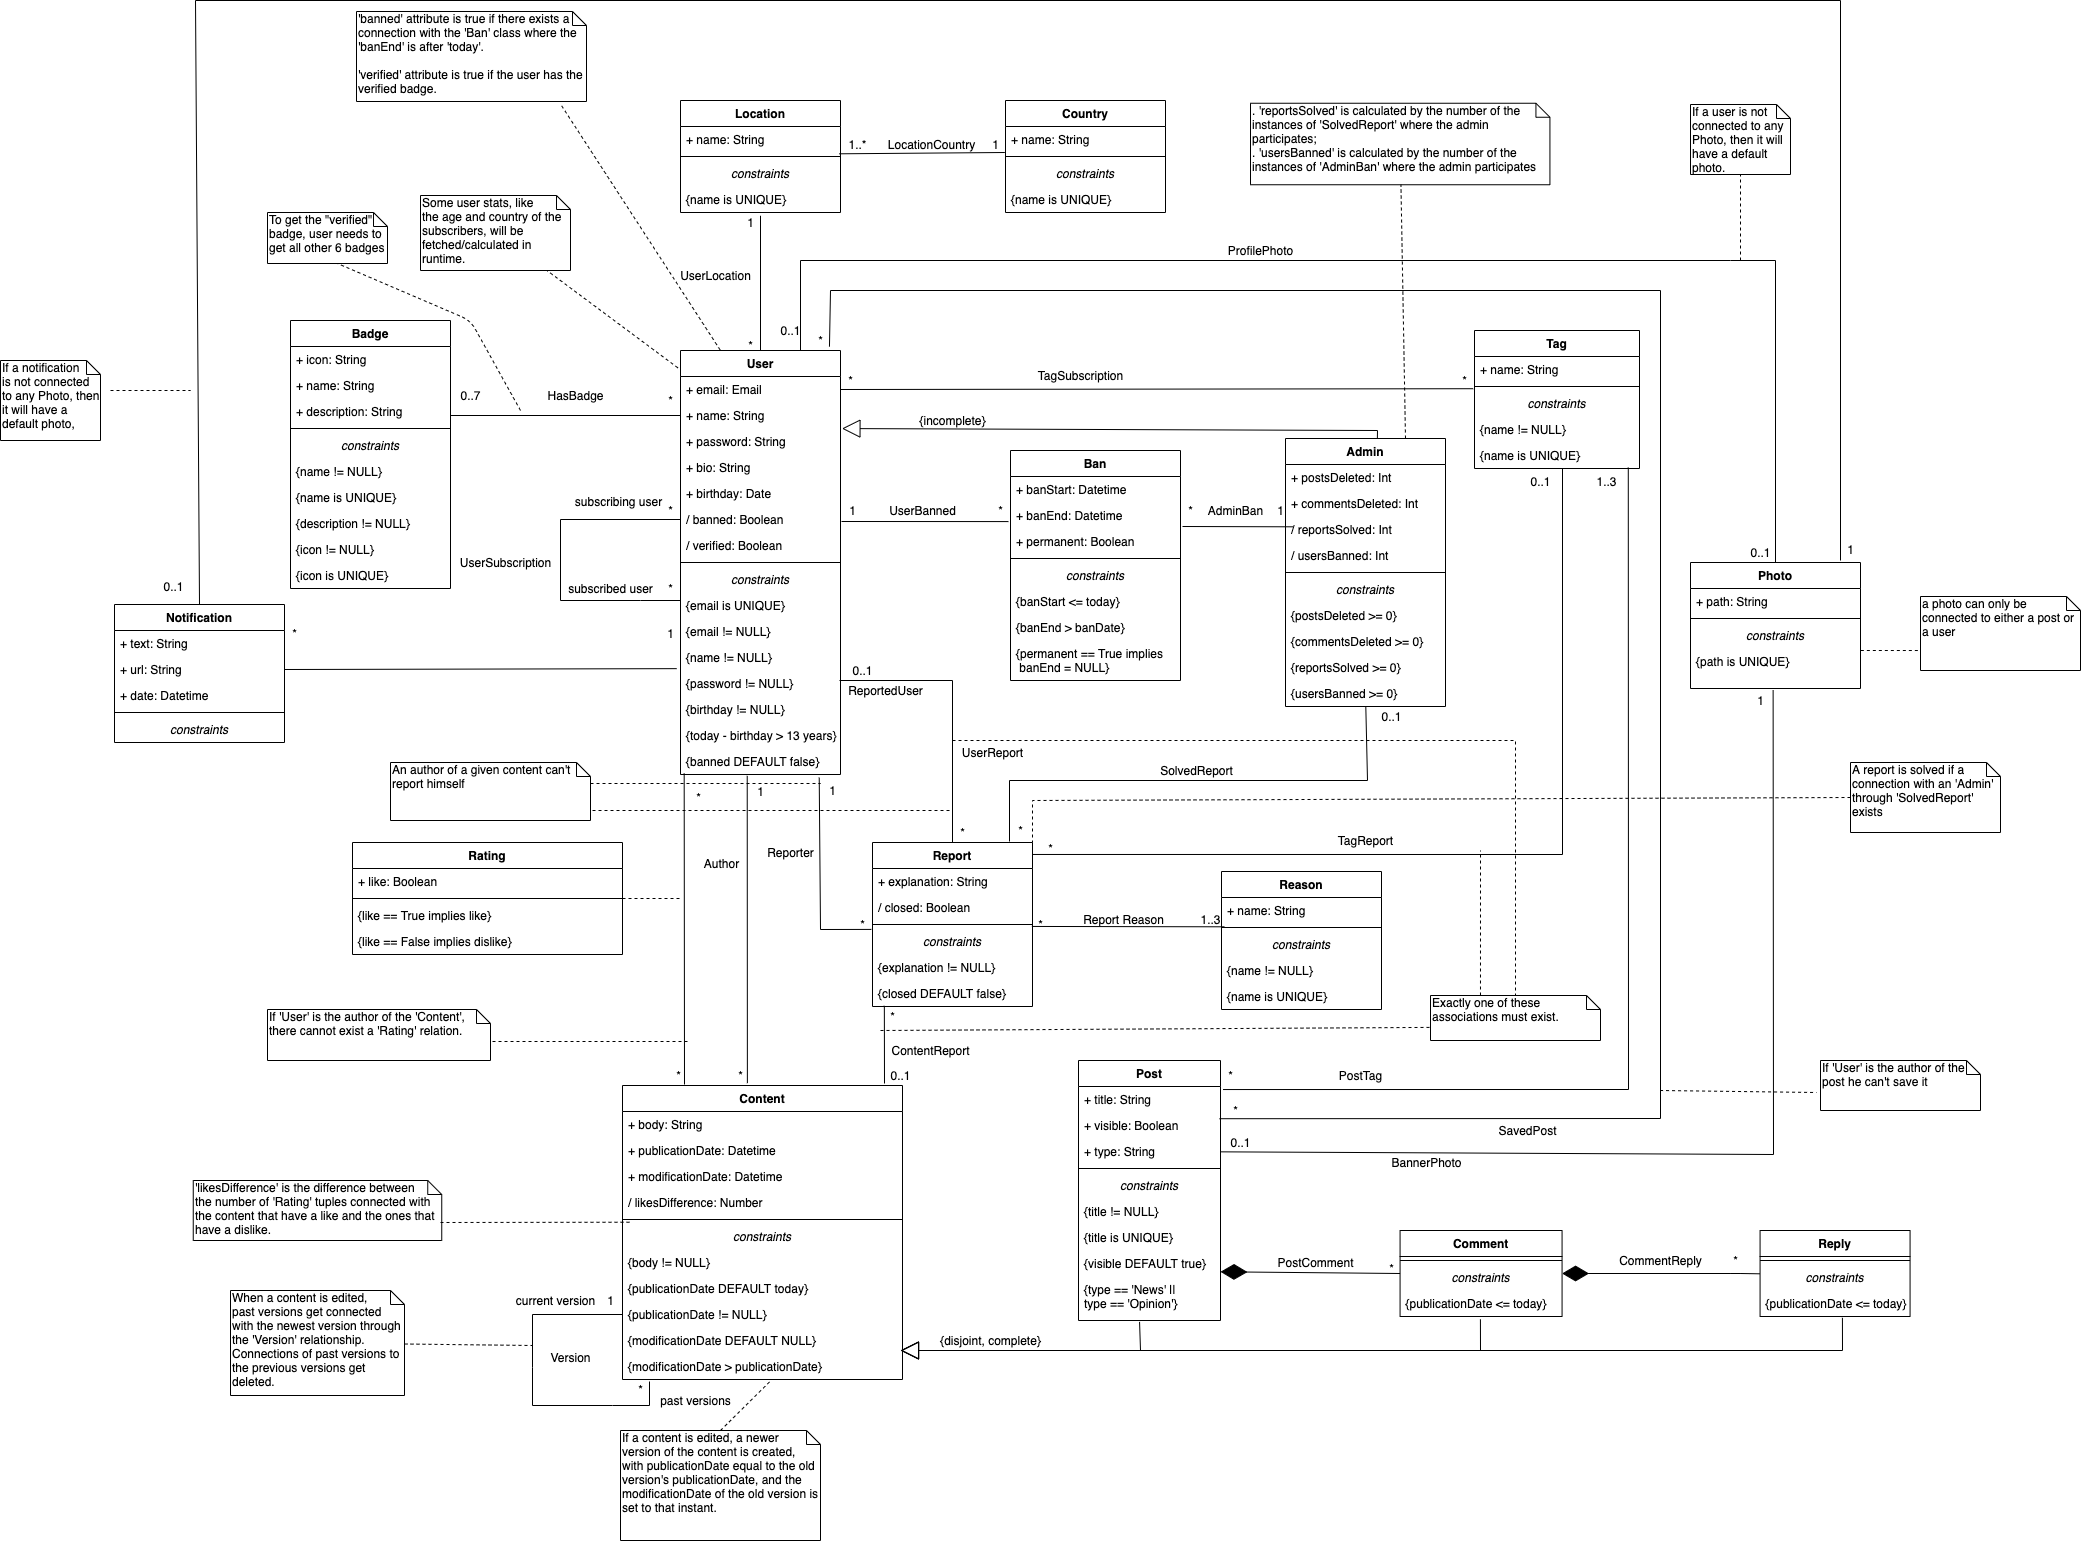 'banned' attribute is true if there exists a
connection with the 'Ban' class where the
'banEnd' is after 'today'.
'verified' attribute is true if the user has the
verified badge.
Location
+ name: String
constraints
{name is UNIQUE}
1..*
LocationCountry
1
Country
+ name: String
constraints
{name is UNIQUE}
. 'reportsSolved' is calculated by the number of the
instances of 'SolvedReport' where the admin
participates;
. 'usersBanned' is calculated by the number of the
instances of 'AdminBan' where the admin participates
If a user is not
connected to any
Photo, then it will
have a default
photo.
To get the "verified"
badge, user needs to
get all other 6 badges
Some user stats, like
the age and country of the
subscribers, will be
fetched/calculated in
runtime.
1
UserLocation
*
ProfilePhoto
0..1
*
If a notification
is not connected
to any Photo, then
it will have a
default photo,
Badge
+ icon: String
+ name: String
+ description: String
constraints
{name != NULL}
{name is UNIQUE}
{description != NULL}
{icon != NULL}
{icon is UNIQUE}
0..7
HasBadge
*
User
+ email: Email
+ name: String
+ password: String
+ bio: String
+ birthday: Date
/ banned: Boolean
/ verified: Boolean
constraints
{email is UNIQUE}
{email != NULL}
{name != NULL}
{password != NULL}
{birthday != NULL}
{today - birthday > 13 years}
{banned DEFAULT false}
subscribing user
*
UserSubscription
subscribed user
*
*
TagSubscription
*
{incomplete}
Tag
+ name: String
constraints
{name != NULL}
{name is UNIQUE}
0..1
1..3
1
UserBanned
*
Ban
+ banStart: Datetime
+ banEnd: Datetime
+ permanent: Boolean
constraints
{banStart <= today}
{banEnd > banDate}
{permanent == True implies
banEnd = NULL}
*
AdminBan
1
Admin
+ postsDeleted: Int
+ commentsDeleted: Int
/ reportsSolved: Int
/ usersBanned: Int
constraints
{postsDeleted >= 0}
{commentsDeleted >= 0}
{reportsSolved >= 0}
{usersBanned >= 0}
0..1
0..1
1
Photo
+ path: String
constraints
{path is UNIQUE}
1
a photo can only be
connected to either a post or
a user
0..1
Notification
+ text: String
+ url: String
+ date: Datetime
constraints
*
1
0..1
ReportedUser
UserReport
SolvedReport
An author of a given content can't
report himself
A report is solved if a
connection with an 'Admin'
through 'SolvedReport'
exists
*
1
1
*
*
*
TagReport
Rating
+ like: Boolean
{like == True implies like}
{like == False implies dislike}
Author
Reporter
*
Report
+ explanation: String
/ closed: Boolean
constraints
{explanation != NULL}
{closed DEFAULT false}
*
Report Reason
1..3
Reason
+ name: String
constraints
{name != NULL}
{name is UNIQUE}
If 'User' is the author of the 'Content',
there cannot exist a 'Rating' relation.
Exactly one of these
associations must exist.
*
ContentReport
0..1
*
*
Content
+ body: String
+ publicationDate: Datetime
+ modificationDate: Datetime
/ likesDifference: Number
constraints
{body != NULL}
{publicationDate DEFAULT today}
{publicationDate != NULL}
{modificationDate DEFAULT NULL}
{modificationDate > publicationDate}
Post
+ title: String
+ visible: Boolean
+ type: String
constraints
{title != NULL}
{title is UNIQUE}
{visible DEFAULT true}
{type == 'News' ||
type == 'Opinion'}
*
PostTag
*
SavedPost
0..1
BannerPhoto
If 'User' is the author of the
post he can't save it
'likesDifference' is the difference between
the number of 'Rating' tuples connected with
the content that have a like and the ones that
have a dislike.
PostComment
*
Comment
constraints
{publicationDate <= today}
CommentReply
*
Reply
constraints
{publicationDate <= today}
When a content is edited,
past versions get connected
with the newest version through
the 'Version' relationship.
Connections of past versions to
the previous versions get
deleted.
current version
1
Version
*
past versions
{disjoint, complete}
If a content is edited, a newer
version of the content is created,
with publicationDate equal to the old
version's publicationDate, and the
modificationDate of the old version is
set to that instant.